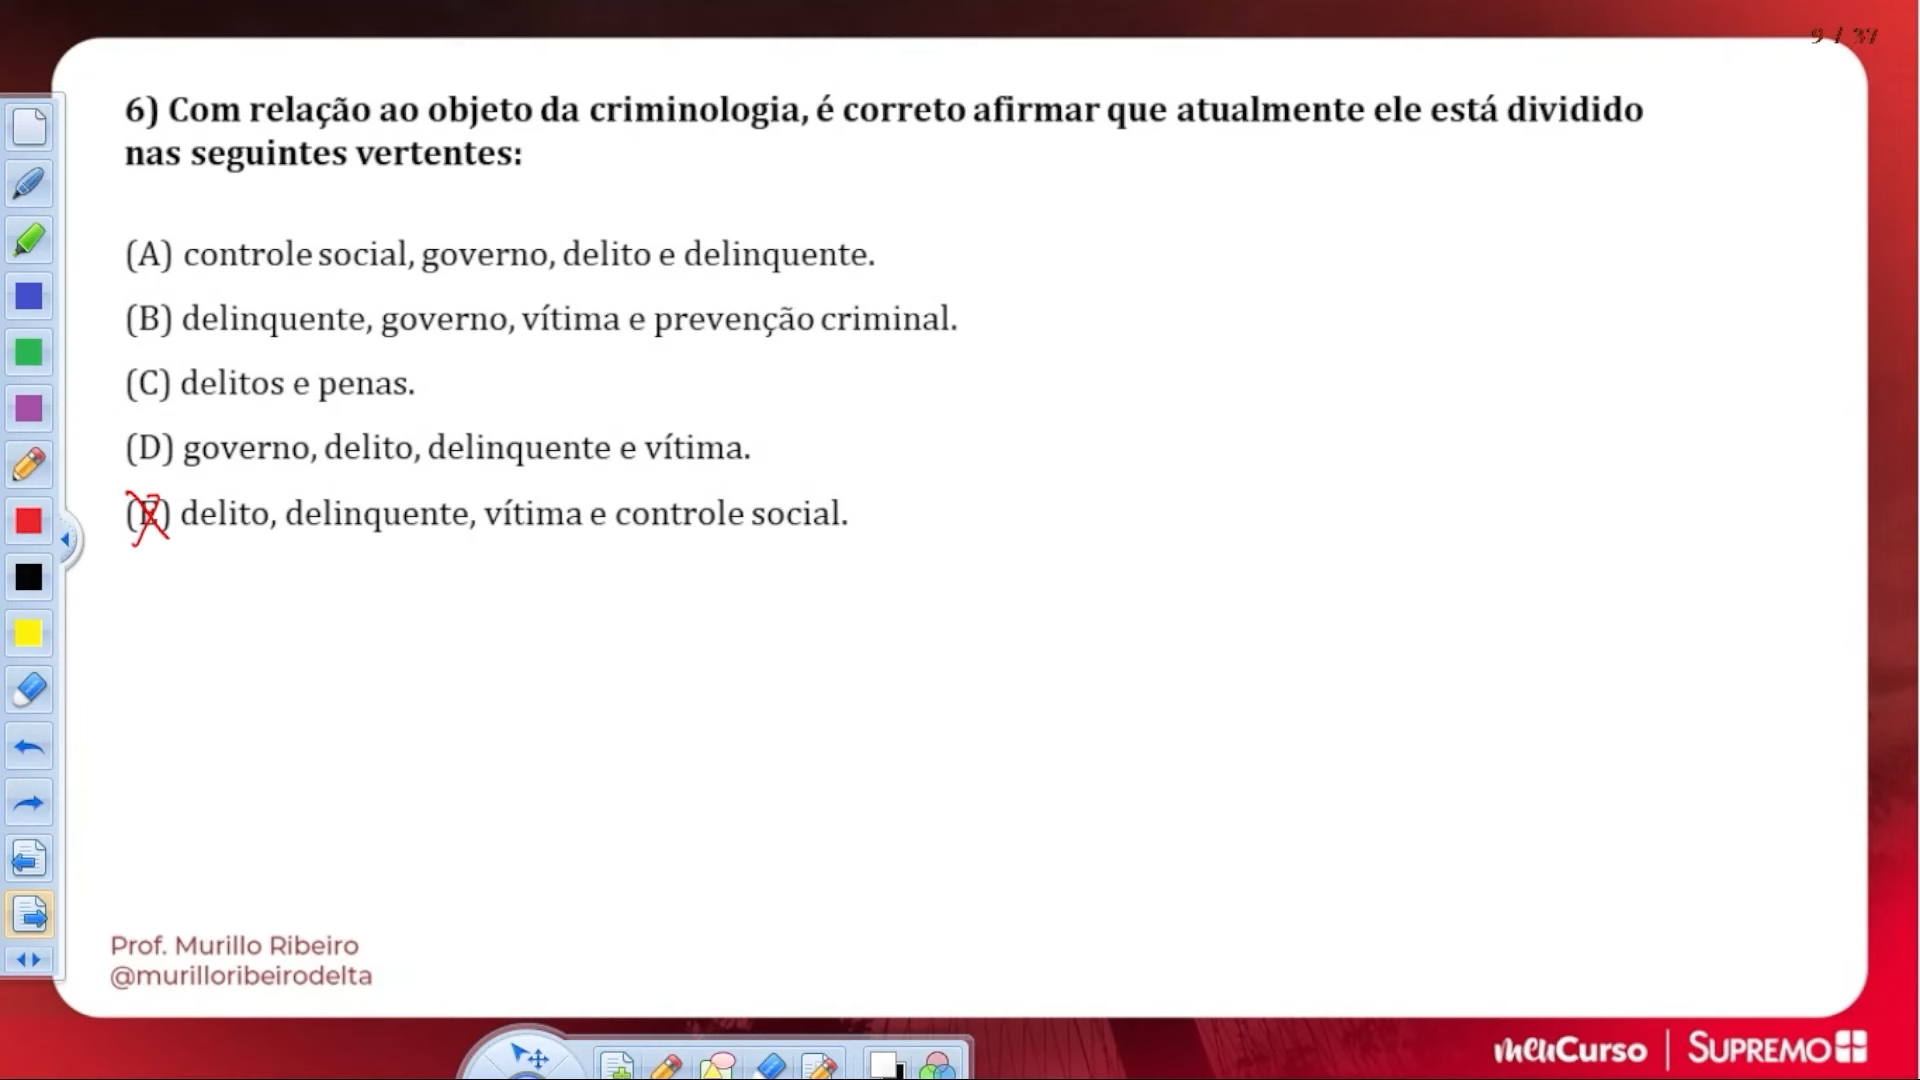 9 / 37
6) Com relação ao objeto da criminologia, é correto afirmar que atualmente ele está dividido
nas seguintes vertentes:
(A) controle social, governo, delito e delinquente.
(B) delinquente, governo, vítima e prevenção criminal.
(C) delitos e penas.
(D) governo, delito, delinquente e vítima.
(E) delito, delinquente, vítima e controle social.
Prof. Murillo Ribeiro
@murilloribeirodelta
meuCurso | SUPREMO